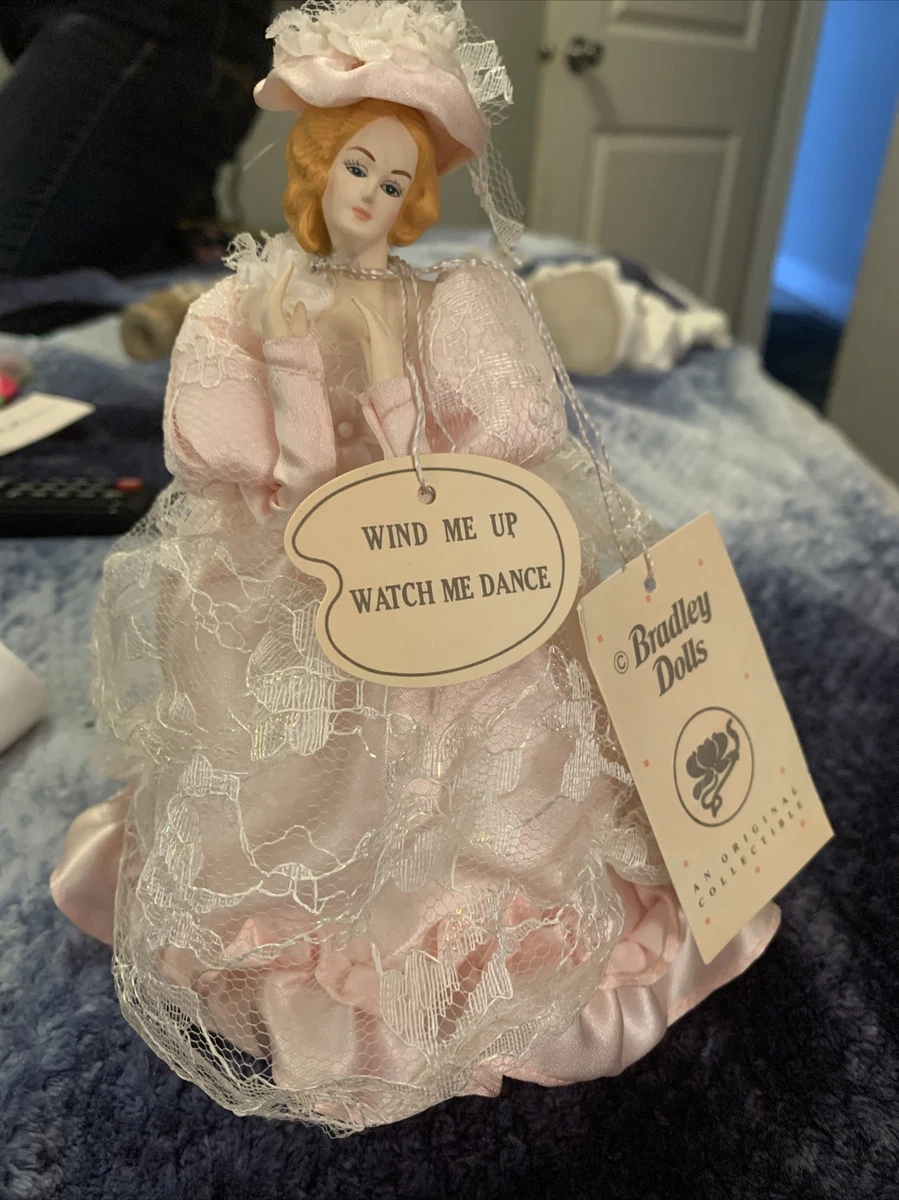 WIND ME UP
WATCH ME DANCE
© Bradley
Dolls
AN ORIGINAL
COLLECTIBLE